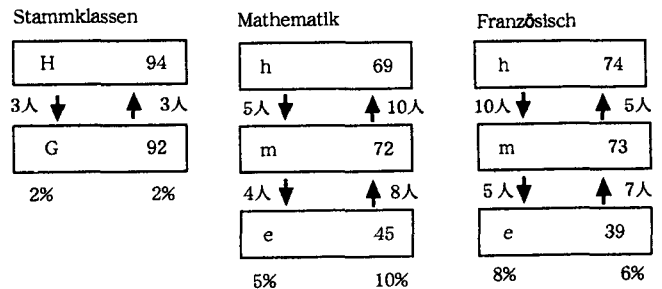 Stammklassen
H 94
3人 3人
G 92
2% 2%
Mathematik
h 69
5人 10人
m 72
4人 8人
e 45
5% 10%
Französisch
h 74
10人 5人
m 73
5人 7人
e 39
8% 6%